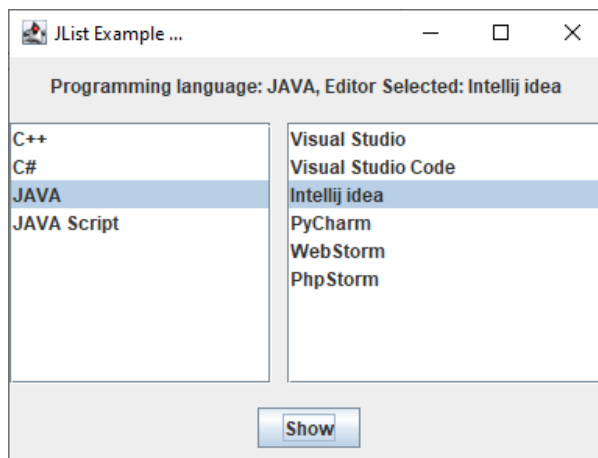 JList Example ...
Programming language: JAVA, Editor Selected: Intellij idea
C++
C#
JAVA
JAVA Script
Visual Studio
Visual Studio Code
Intellij idea
PyCharm
WebStorm
PhpStorm
Show